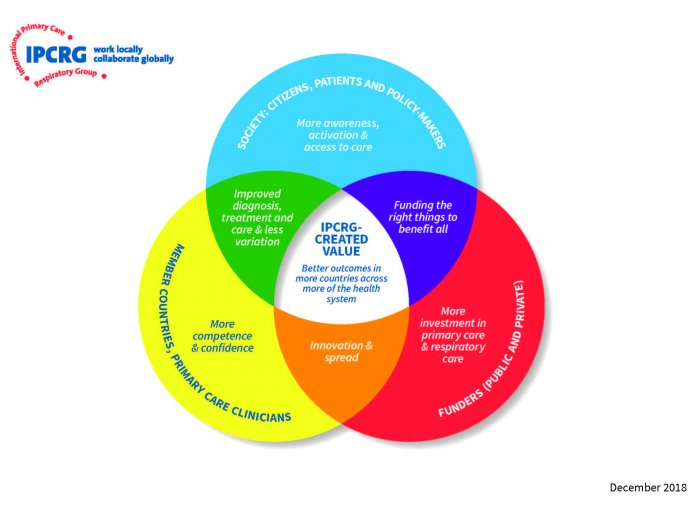 International Primary Care
IPCRG
Respiratory Group
work locally
collaborate globally
SOCIETY: CITIZENS, PATIENTS AND POLICY-MAKERS
More awareness,
activation &
access to care
Improved
diagnosis,
treatment and
care & less
variation
Funding the
right things to
benefit all
IPCRG-
CREATED
VALUE
Better outcomes in
more countries across
more of the health
system
MEMBER COUNTRIES, PRIMARY CARE CLINICIANS
More
competence
& confidence
Innovation &
spread
More
investment in
primary care
& respiratory
care
FUNDERS (PUBLIC AND PRIVATE)
December 2018